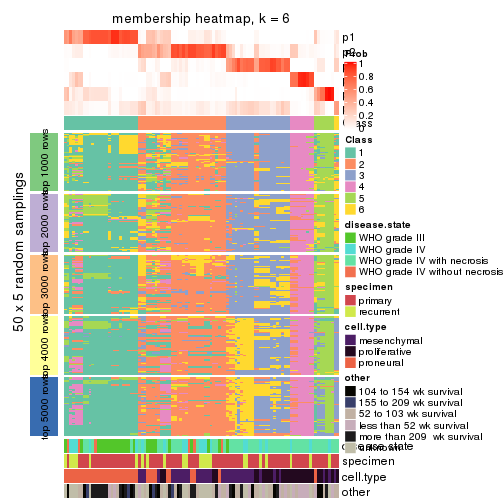 membership heatmap, k = 6
p1
p2
Prob
1
0.8
0.6
0.4
0.2
0
Class
1
2
3
4
5
6
disease.state
WHO grade III
WHO grade IV
WHO grade IV with necrosis
WHO grade IV without necrosis
specimen
primary
recurrent
cell.type
mesenchymal
proliferative
proneural
other
104 to 154 wk survival
155 to 209 wk survival
52 to 103 wk survival
less than 52 wk survival
more than 209 wk survival
50 x 5 random samplings
top 1000 rows
top 2000 rows
top 3000 rows
top 4000 rows
top 5000 rows
disease.state
specimen
cell.type
other